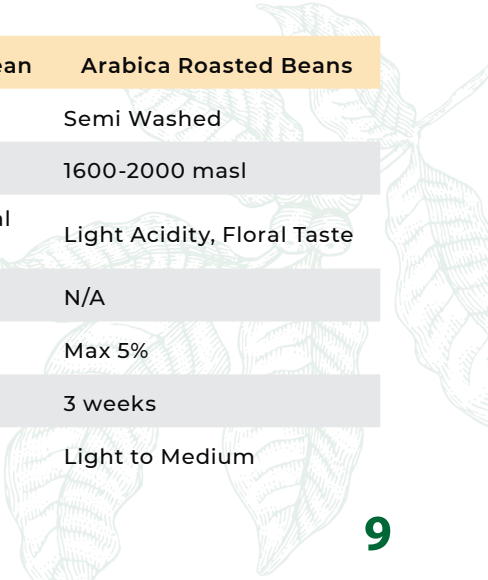 ean Arabica Roasted Beans
Semi Washed
1600-2000 masl
al
Light Acidity, Floral Taste
N/A
Max 5%
3 weeks
Light to Medium
9